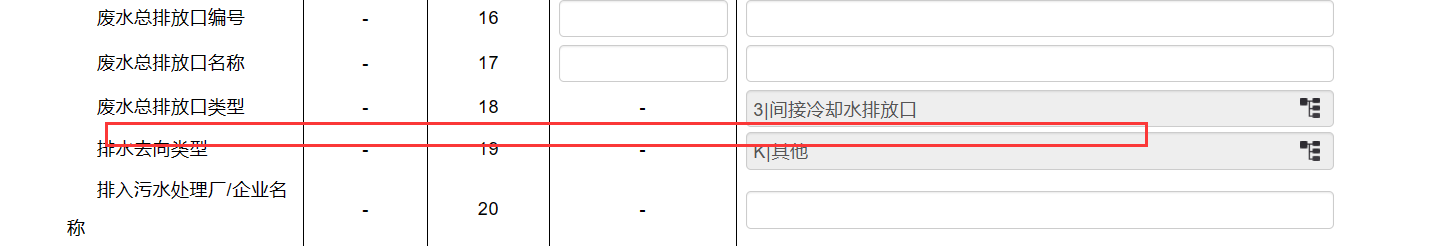 废水总排放口编号 - 16
废水总排放口名称 - 17
废水总排放口类型 - 18 - 3|间接冷却水排放口
排水去向类型 - 19 - K|其他
排入污水处理厂/企业名
称 - 20 -